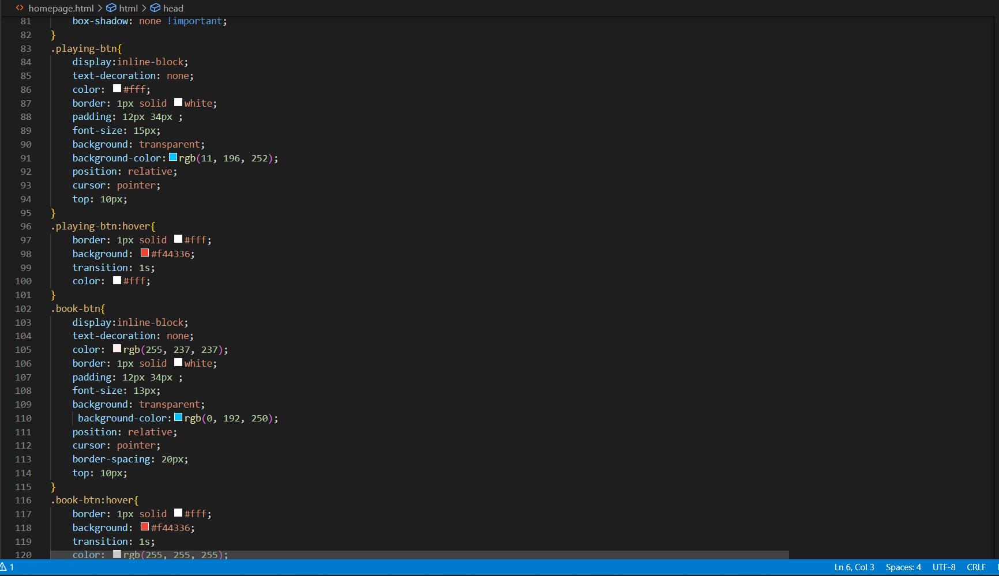 <> homepage.html > html > head
81 box-shadow: none !important;
82 }
83 .playing-btn{
84 display:inline-block;
85 text-decoration: none;
86 color: #fff;
87 border: 1px solid white;
88 padding: 12px 34px ;
89 font-size: 15px;
90 background: transparent;
91 background-color:rgb(11, 196, 252);
92 position: relative;
93 cursor: pointer;
94 top: 10px;
95 }
96 .playing-btn:hover{
97 border: 1px solid #fff;
98 background: #f44336;
99 transition: 1s;
100 color: #fff;
101 }
102 .book-btn{
103 display:inline-block;
104 text-decoration: none;
105 color: rgb(255, 237, 237);
106 border: 1px solid white;
107 padding: 12px 34px ;
108 font-size: 13px;
109 background: transparent;
110 background-color:rgb(0, 192, 250);
111 position: relative;
112 cursor: pointer;
113 border-spacing: 20px;
114 top: 10px;
115 }
116 .book-btn:hover{
117 border: 1px solid #fff;
118 background: #f44336;
119 transition: 1s;
120 color: rgb(255, 255, 255);
1 Ln 6, Col 3 Spaces: 4 UTF-8 CRLF